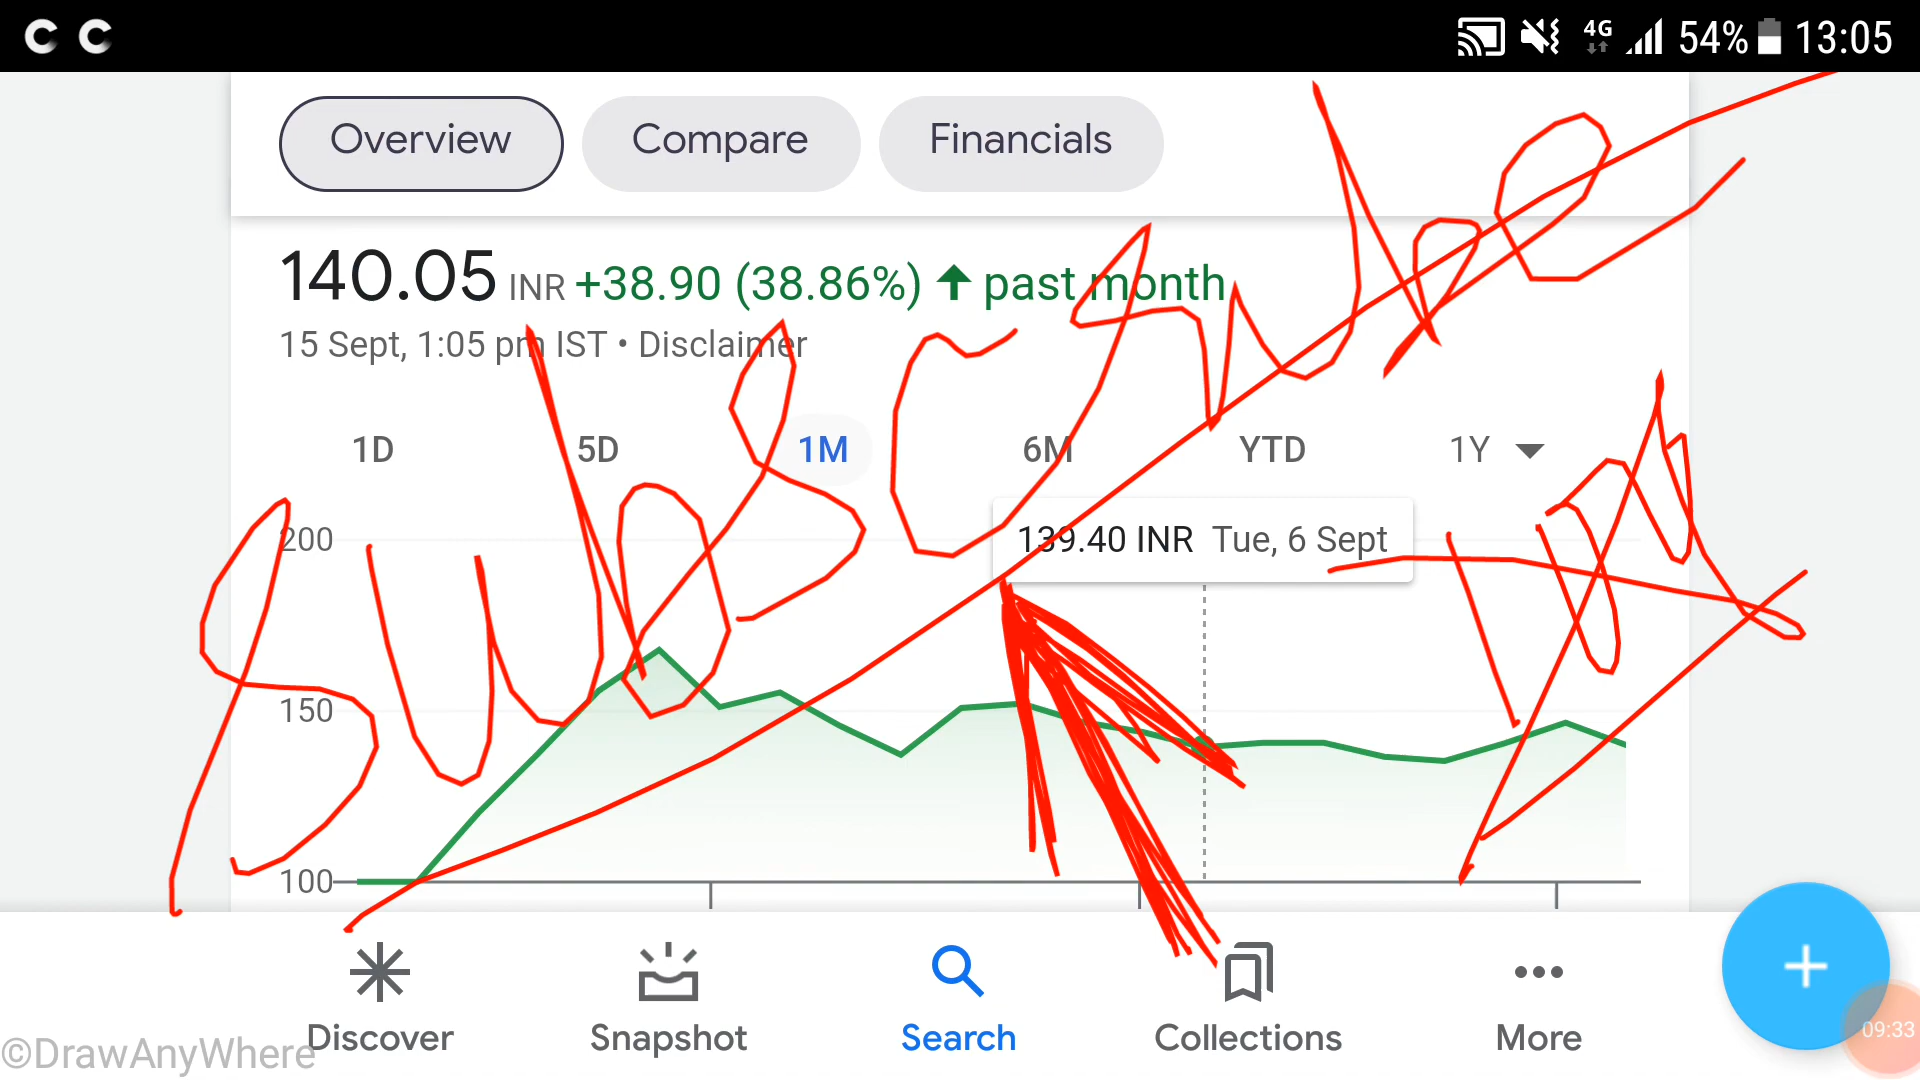 C C 4G 54% 13:05
Overview Compare Financials
140.05 INR +38.90 (38.86%) past month
15 Sept, 1:05 pm IST • Disclaimer
1D 5D 1M 6M YTD 1Y
SUBSCRIBE
139.40 INR Tue, 6 Sept
200
150
100
Discover Snapshot Search Collections More
©DrawAnyWhere
09:33